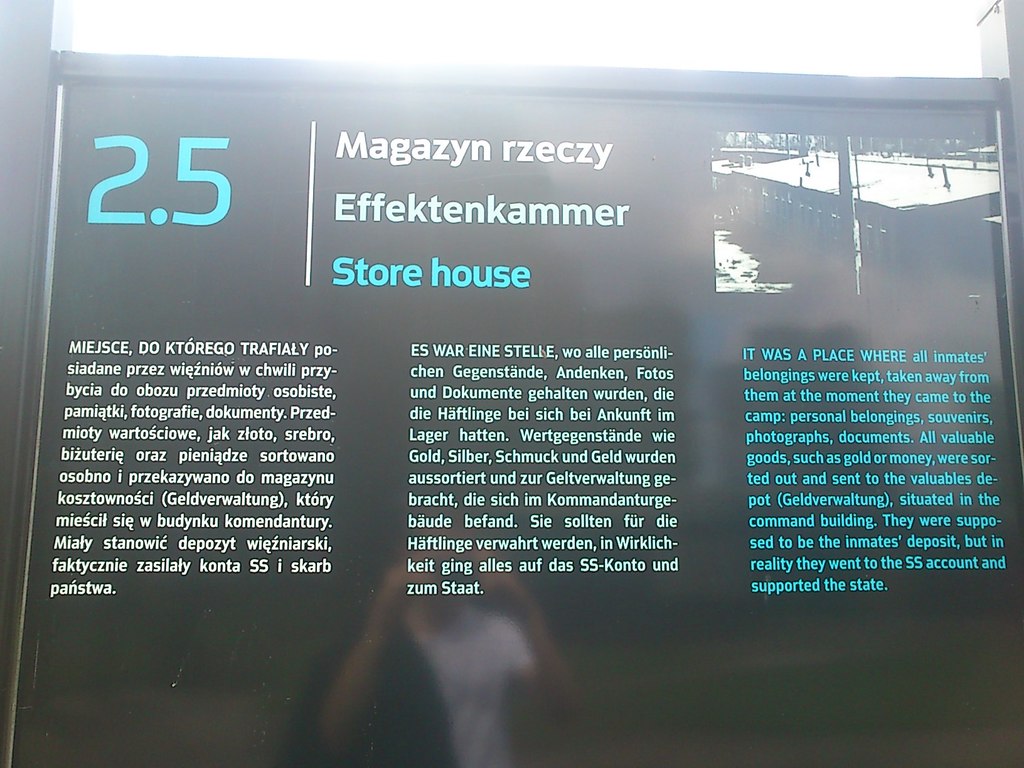 2.5
Magazyn rzeczy
Effektenkammer
Store house
MIEJSCE, DO KTÓREGO TRAFIAŁY po-
siadane przez więźniów w chwili przy-
bycia do obozu przedmioty osobiste,
pamiątki, fotografie, dokumenty. Przed-
mioty wartościowe, jak złoto, srebro,
biżuterię oraz pieniądze sortowano
osobno i przekazywano do magazynu
kosztowności (Geldverwaltung), który
mieścił się w budynku komendantury.
Miały stanowić depozyt więźniarski,
faktycznie zasilały konta SS i skarb
państwa.
ES WAR EINE STELLE, wo alle persönli-
chen Gegenstände, Andenken, Fotos
und Dokumente gehalten wurden, die
die Häftlinge bei sich bei Ankunft im
Lager hatten. Wertgegenstände wie
Gold, Silber, Schmuck und Geld wurden
aussortiert und zur Geltverwaltung ge-
bracht, die sich im Kommandanturge-
bäude befand. Sie sollten für die
Häftlinge verwahrt werden, in Wirklich-
keit ging alles auf das SS-Konto und
zum Staat.
IT WAS A PLACE WHERE all inmates'
belongings were kept, taken away from
them at the moment they came to the
camp: personal belongings, souvenirs,
photographs, documents. All valuable
goods, such as gold or money, were sor-
ted out and sent to the valuables de-
pot (Geldverwaltung), situated in the
command building. They were suppo-
sed to be the inmates' deposit, but in
reality they went to the SS account and
supported the state.